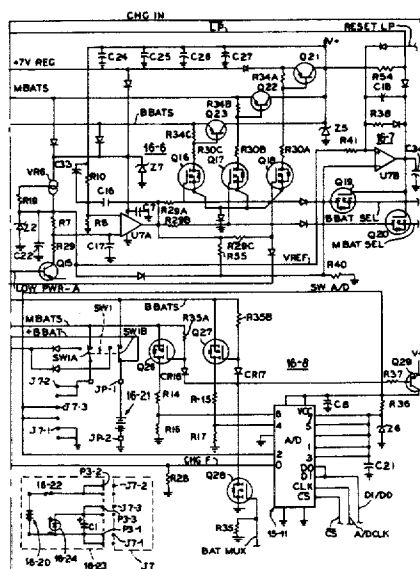 CHG IN
LP
RESET LP
C24
C25
C26
C27
Q21
V+
+7V REG
R34A
R54
MBATS
Q22
C18
R34B
BBATS
Q23
R38
Z5
16-7
R34C
16-6
R41
C33
Z7
Q16
R30C
Q17
R30B
Q18
R30A
U7B
VR6
R10
C16
Q19
R18
C7
R29A
BBAT SEL
Z2
R7
R8
U7A
R29B
Q20
C22
R29
C17
R29C
MBAT SEL
R55
VREF
Q15
R40
LOW PWR-A
SW A/D
BBATS
MBATS
SW1
R35A
R35B
+BBAT
SW1B
Q27
16-8
Q29
SW1A
Q26
CR16
CR17
R37
J7-2
JP-1
R14
R15
C8
R36
16-21
VCC
Z6
J7-3
R16
R17
A/D
J7-1
JP-2
C21
CHG F
R28
DO
DI
DI/DO
CLK
P3-2
Q28
CS
16-22
J7-2
15-11
CS
A/DCLK
J7-3
P3-3
R35
C1
P3-1
J7-1
BAT MUX
16-20
16-24
16-23
J7